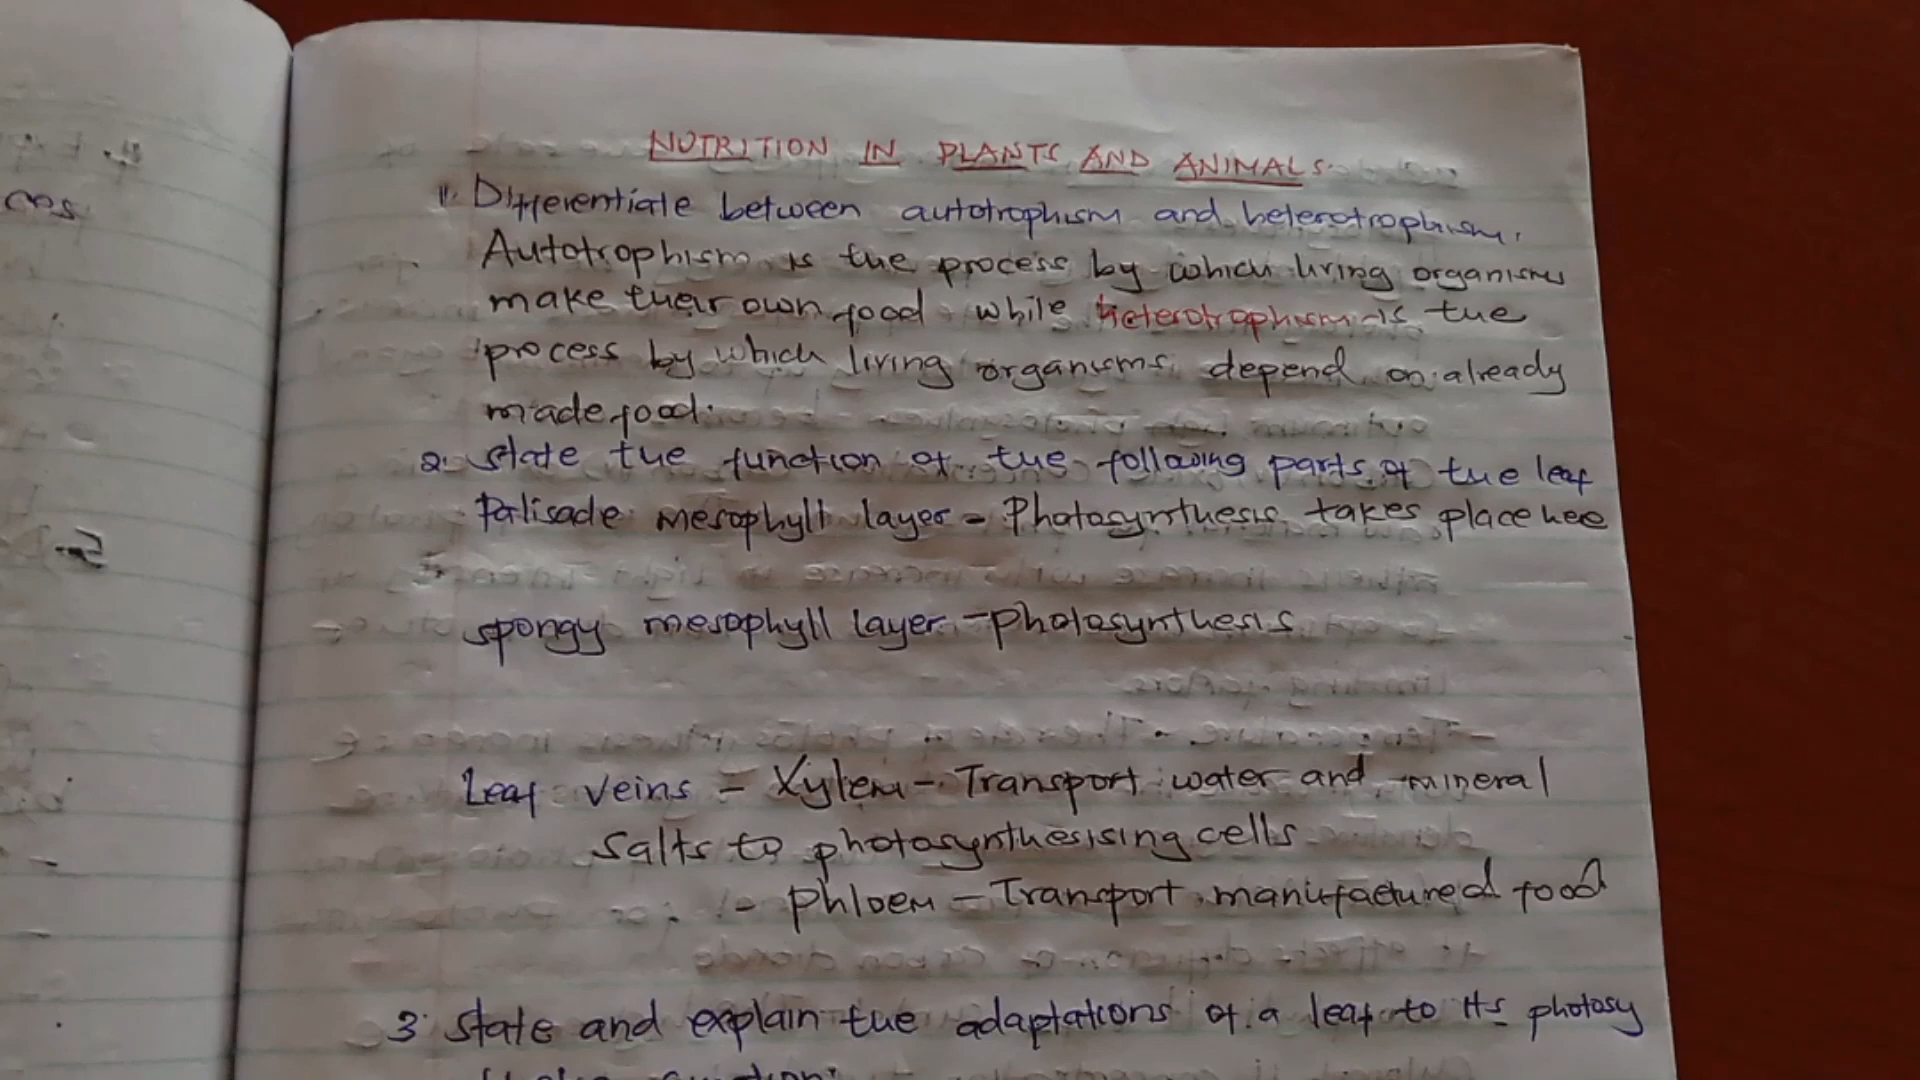 NUTRITION IN PLANTS AND ANIMALS.
1. Differentiate between autotrophism and heterotrophism.
Autotrophism is the process by which living organisms
make their own food while heterotrophism is the
process by which living organisms depend on already
made food.
2. State the function of the following parts of the leaf
Palisade mesophyll layer - Photosynthesis takes place hee
spongy mesophyll layer - photosynthesis
Leaf veins - Xylem - Transport water and mineral
salts to photosynthesising cells
- Phloem - Transport manufactured food
3. State and explain the adaptations of a leaf to its photosy